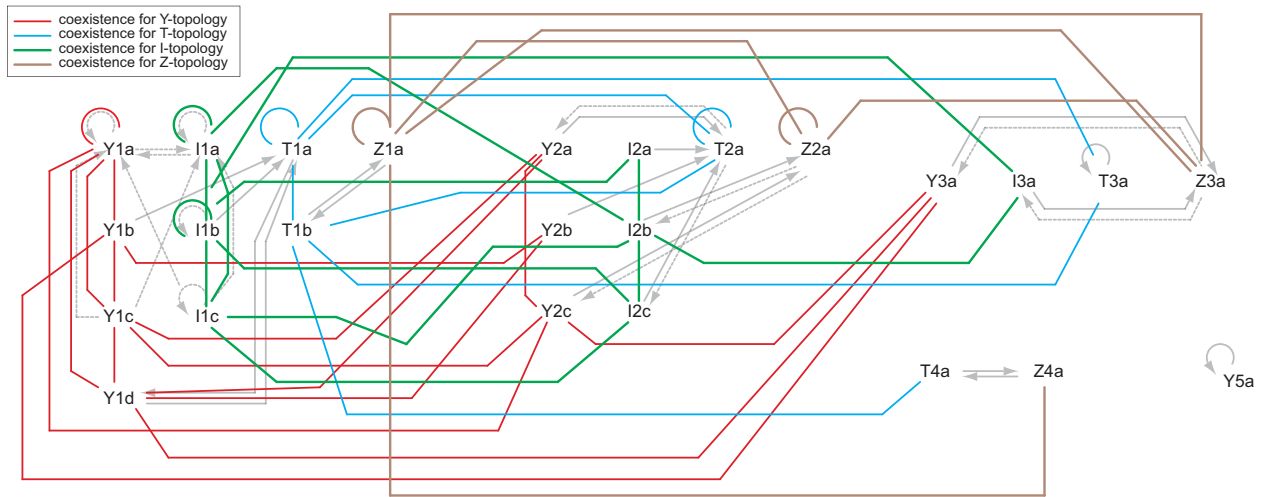 coexistence for Y-topology
coexistence for T-topology
coexistence for I-topology
coexistence for Z-topology
Y1a I1a T1a Z1a Y2a I2a T2a Z2a
Y3a I3a T3a Z3a
Y1b I1b T1b Y2b I2b
Y1c I1c Y2c I2c
T4a Z4a
Y5a
Y1d